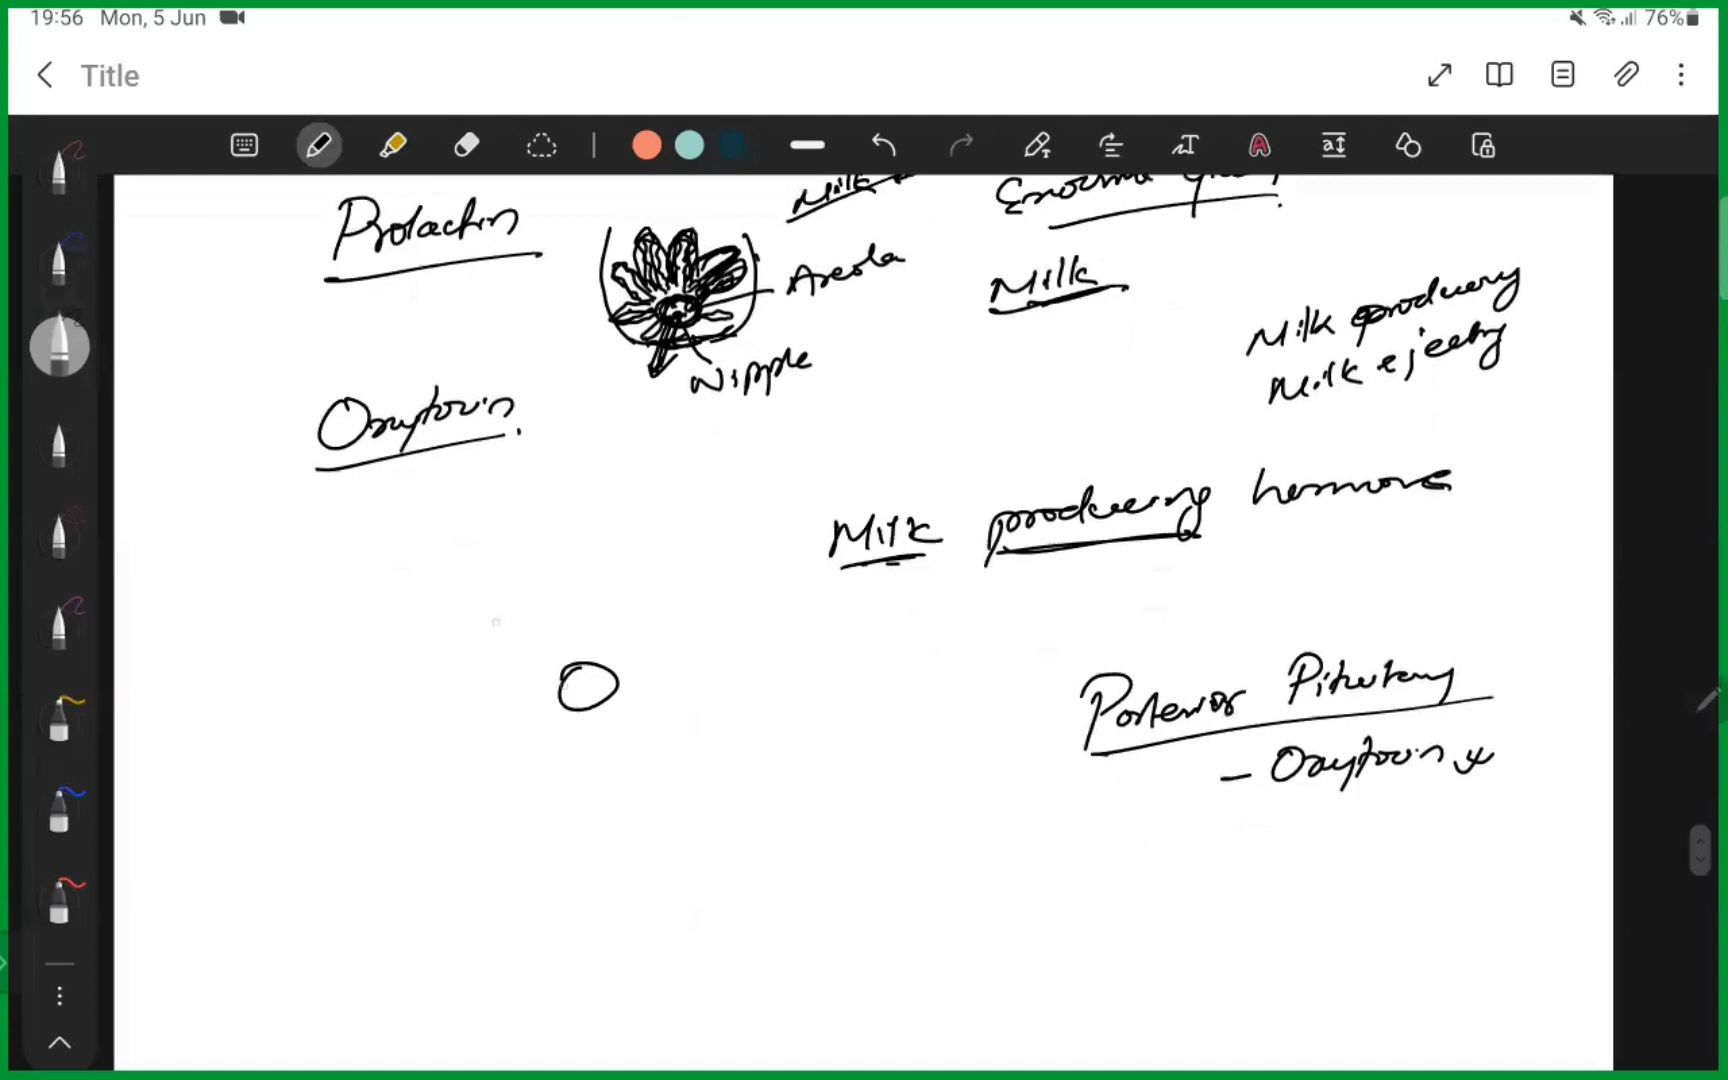 19:56 Mon, 5 Jun
76%
Title
Milk
Prolactin
Areola
Milk
Nipple
Milk producing
Milk ejecting
Oxytocin.
Milk producing hormone
Posterior Pituitary
- Oxytocin